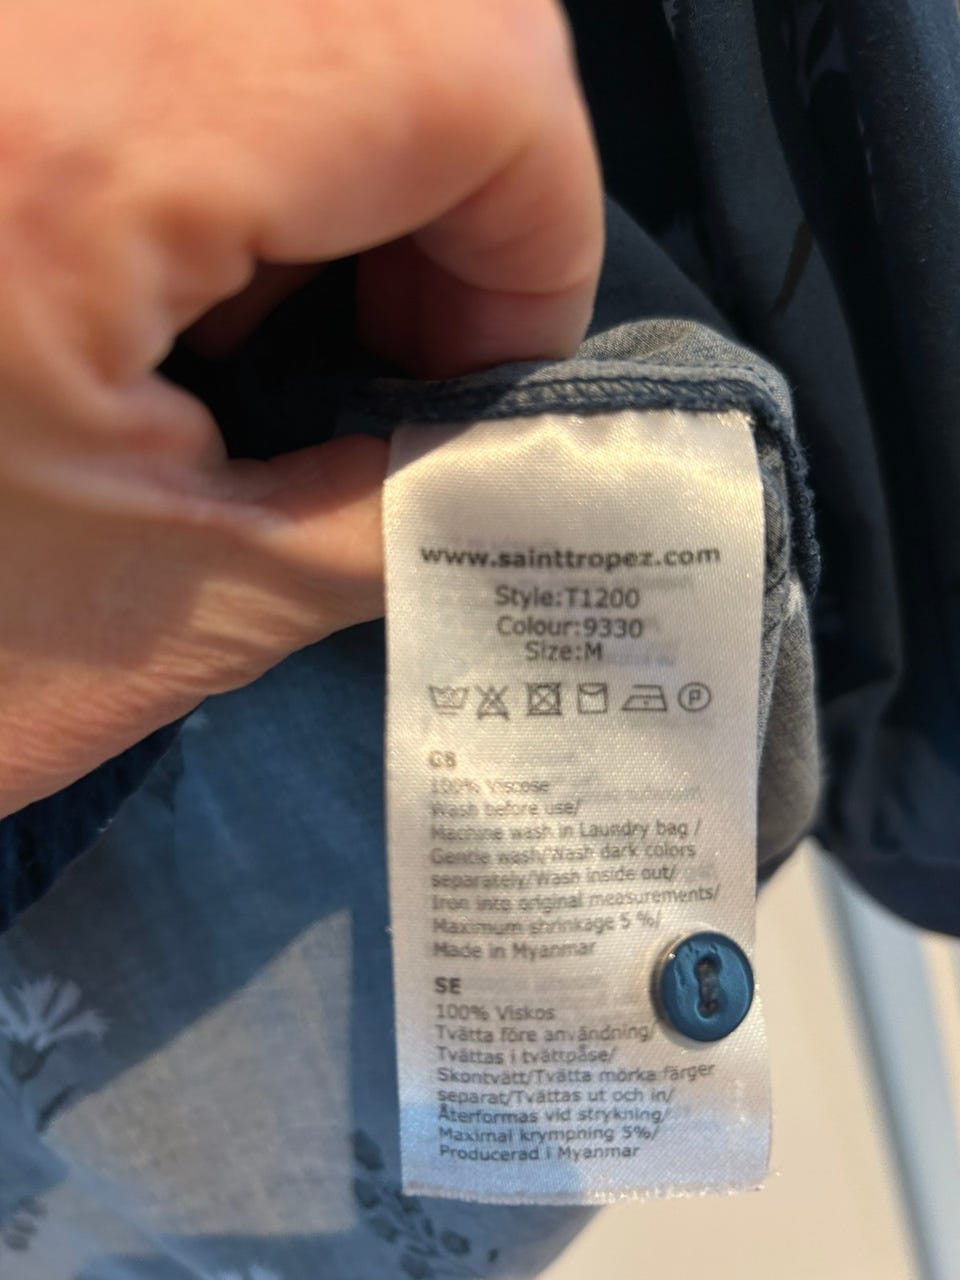 www.sainttropez.com
Style:T1200
Colour:9330
Size:M
P
GB
100% Viscose
Wash before use/
Machine wash in Laundry bag /
Gentle wash/Wash dark colors
separately/Wash inside out/
Iron into original measurements/
Maximum shrinkage 5 %/
Made in Myanmar
SE
100% Viskos
Tvätta före användning/
Tvättas i tvättpåse/
Skontvätt/Tvätta mörka färger
separat/Tvättas ut och in/
Återformas vid strykning/
Maximal krympning 5%/
Producerad i Myanmar